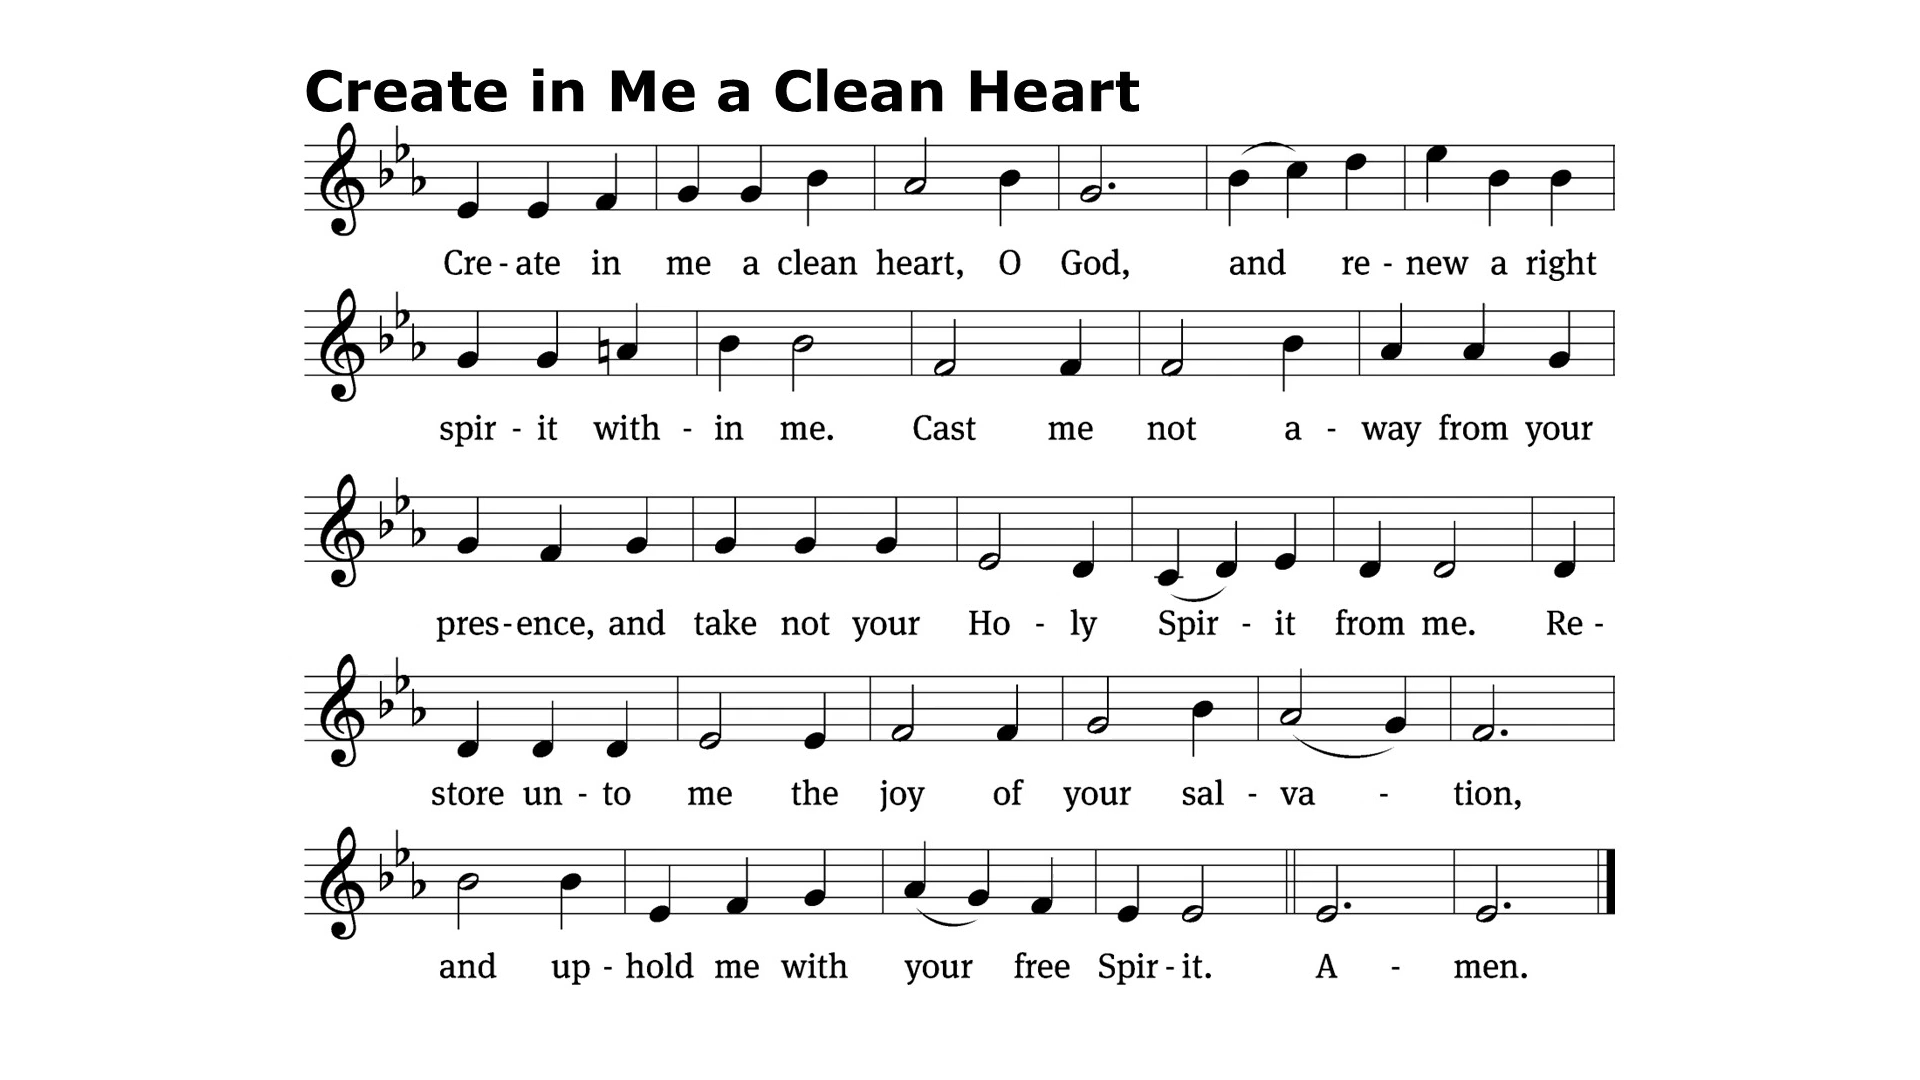 Create in Me a Clean Heart
Cre - ate in me a clean heart, O God, and re - new a right
spir - it with - in me. Cast me not a - way from your
pres - ence, and take not your Ho - ly Spir - it from me. Re -
store un - to me the joy of your sal - va - tion,
and up - hold me with your free Spir - it. A - men.